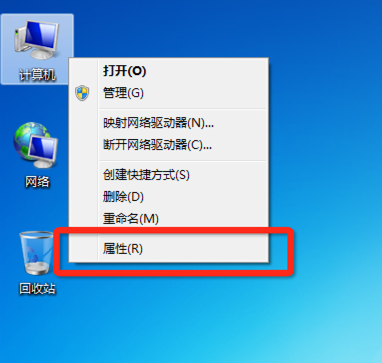 计算机
打开(O)
管理(G)
映射网络驱动器(N)...
断开网络驱动器(C)...
创建快捷方式(S)
删除(D)
重命名(M)
属性(R)
网络
回收站